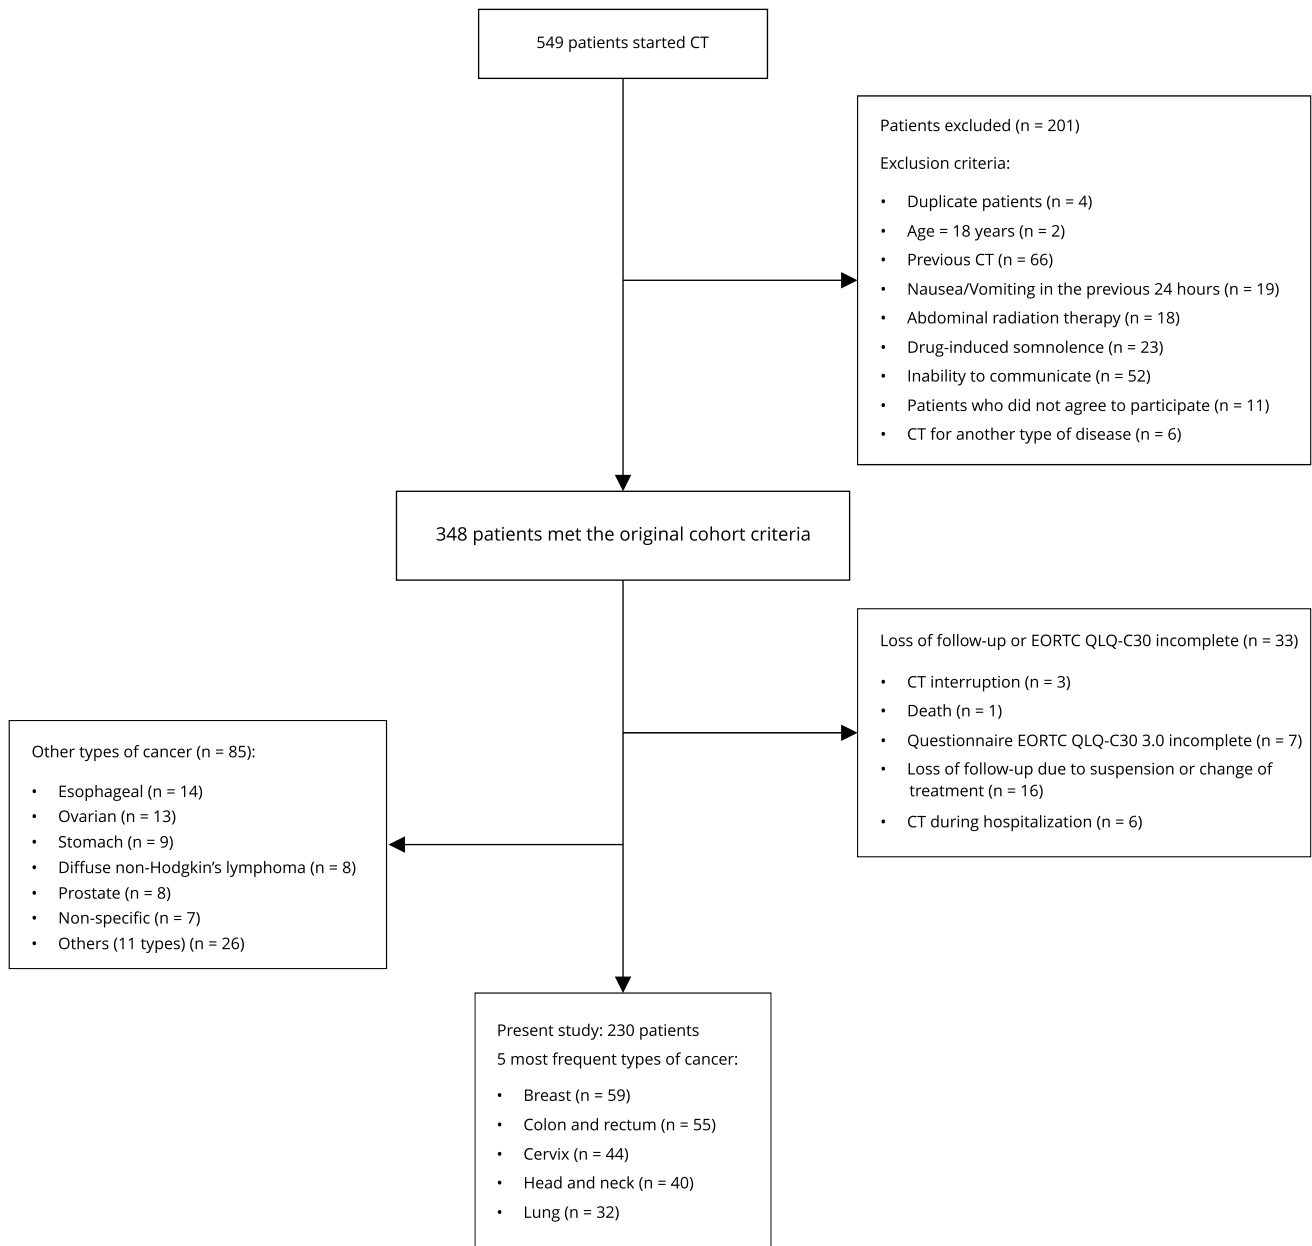 549 patients started CT
Patients excluded (n = 201)
Exclusion criteria:
• Duplicate patients (n = 4)
• Age = 18 years (n = 2)
• Previous CT (n = 66)
• Nausea/Vomiting in the previous 24 hours (n = 19)
• Abdominal radiation therapy (n = 18)
• Drug-induced somnolence (n = 23)
• Inability to communicate (n = 52)
• Patients who did not agree to participate (n = 11)
• CT for another type of disease (n = 6)
348 patients met the original cohort criteria
Loss of follow-up or EORTC QLQ-C30 incomplete (n = 33)
• CT interruption (n = 3)
• Death (n = 1)
• Questionnaire EORTC QLQ-C30 3.0 incomplete (n = 7)
• Loss of follow-up due to suspension or change of
treatment (n = 16)
• CT during hospitalization (n = 6)
Other types of cancer (n = 85):
• Esophageal (n = 14)
• Ovarian (n = 13)
• Stomach (n = 9)
• Diffuse non-Hodgkin’s lymphoma (n = 8)
• Prostate (n = 8)
• Non-specific (n = 7)
• Others (11 types) (n = 26)
Present study: 230 patients
5 most frequent types of cancer:
• Breast (n = 59)
• Colon and rectum (n = 55)
• Cervix (n = 44)
• Head and neck (n = 40)
• Lung (n = 32)